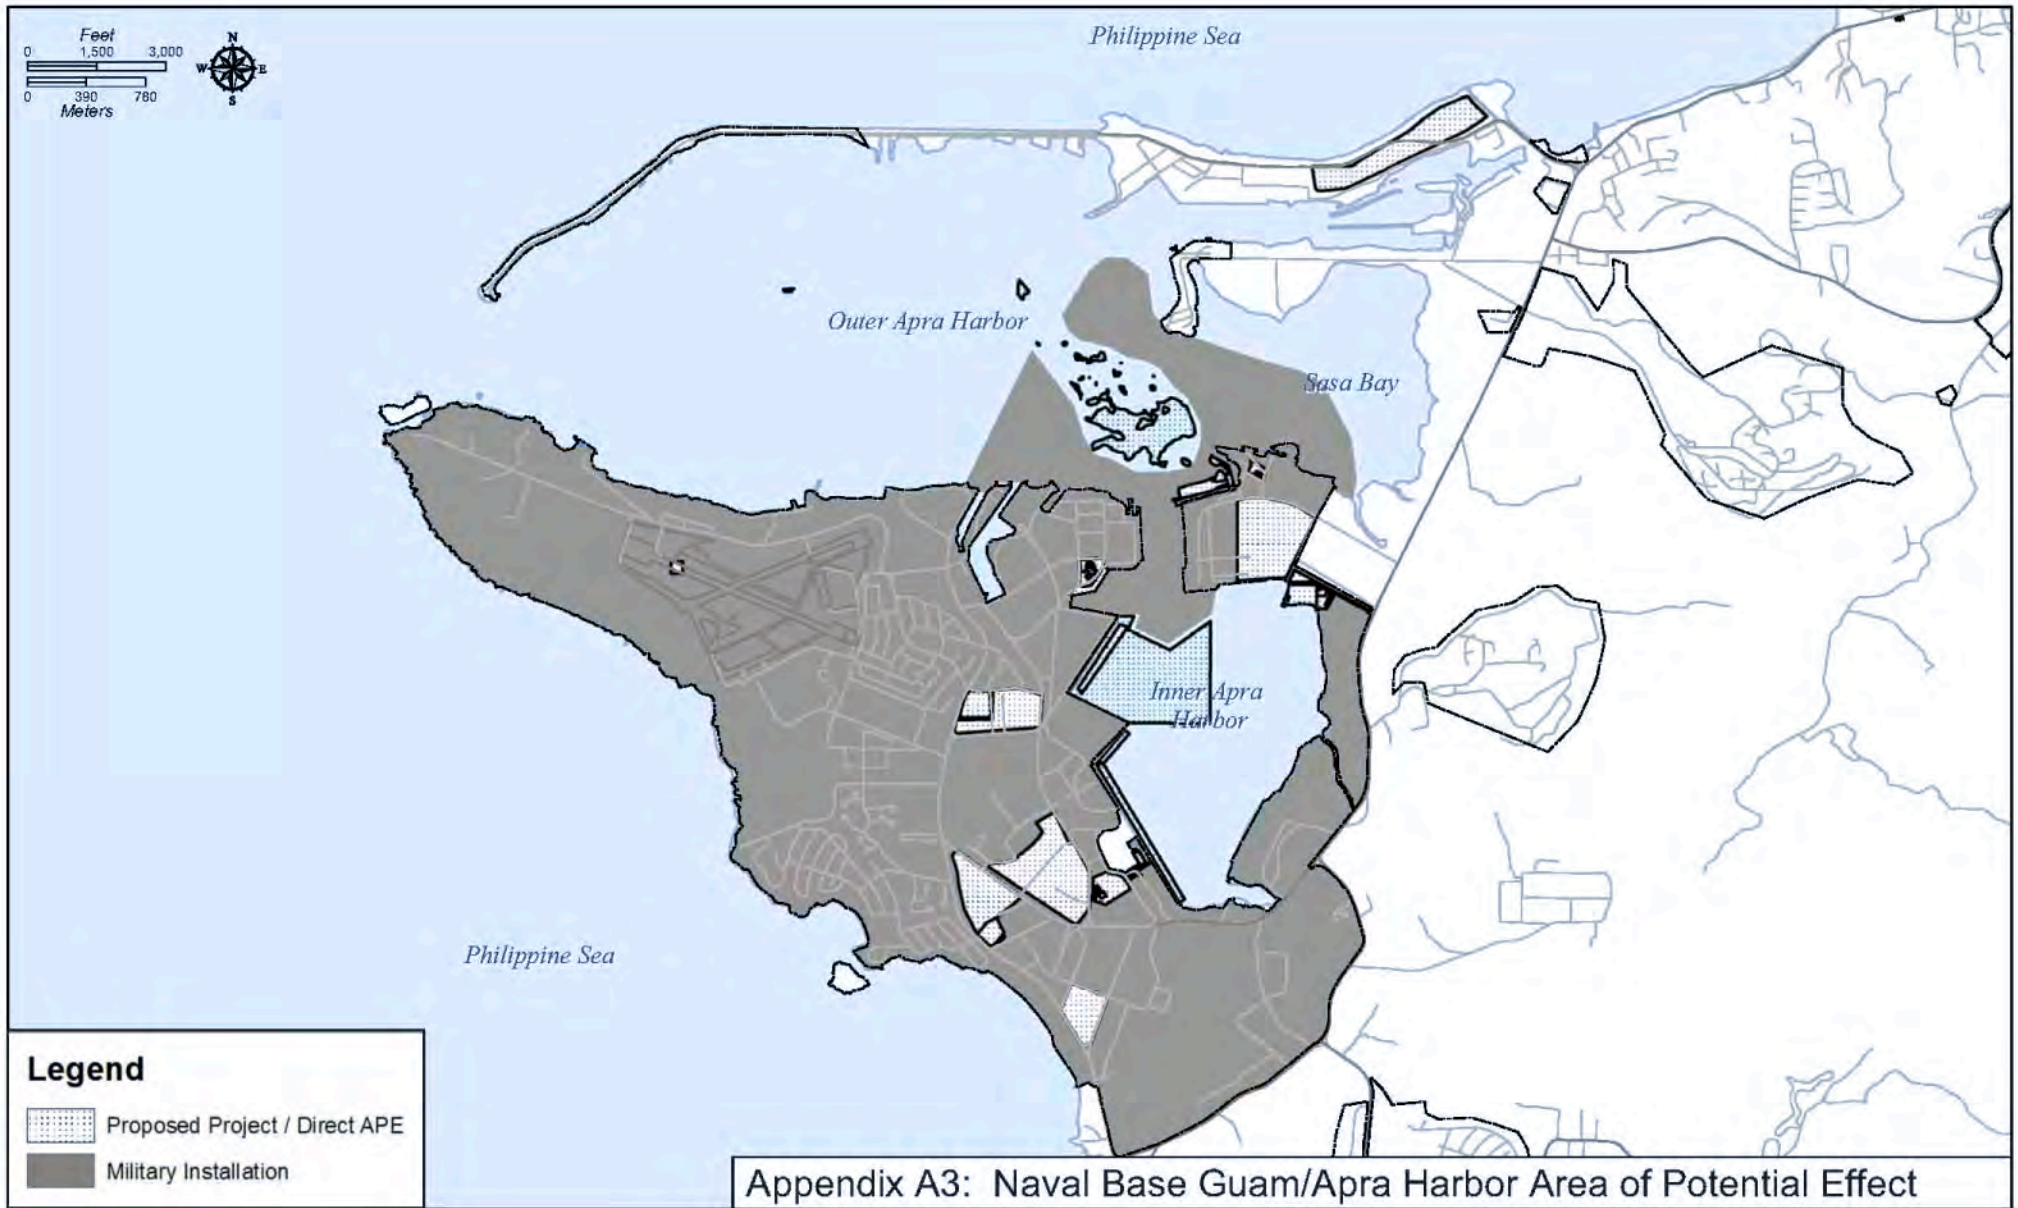 Feet
0 1,500 3,000
0 390 780
Meters
N
W E
S
Philippine Sea
Outer Apra Harbor
Sasa Bay
Inner Apra
Harbor
Philippine Sea
Legend
Proposed Project / Direct APE
Military Installation
Appendix A3: Naval Base Guam/Apra Harbor Area of Potential Effect